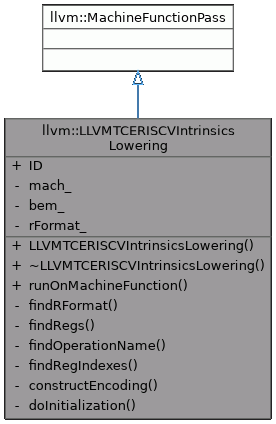 llvm::MachineFunctionPass
llvm::LLVMTCERISCVIntrinsics
Lowering
+ ID
- mach_
- bem_
- rFormat_
+ LLVMTCERISCVIntrinsicsLowering()
+ ~LLVMTCERISCVIntrinsicsLowering()
+ runOnMachineFunction()
- findRFormat()
- findRegs()
- findOperationName()
- findRegIndexes()
- constructEncoding()
- doInitialization()